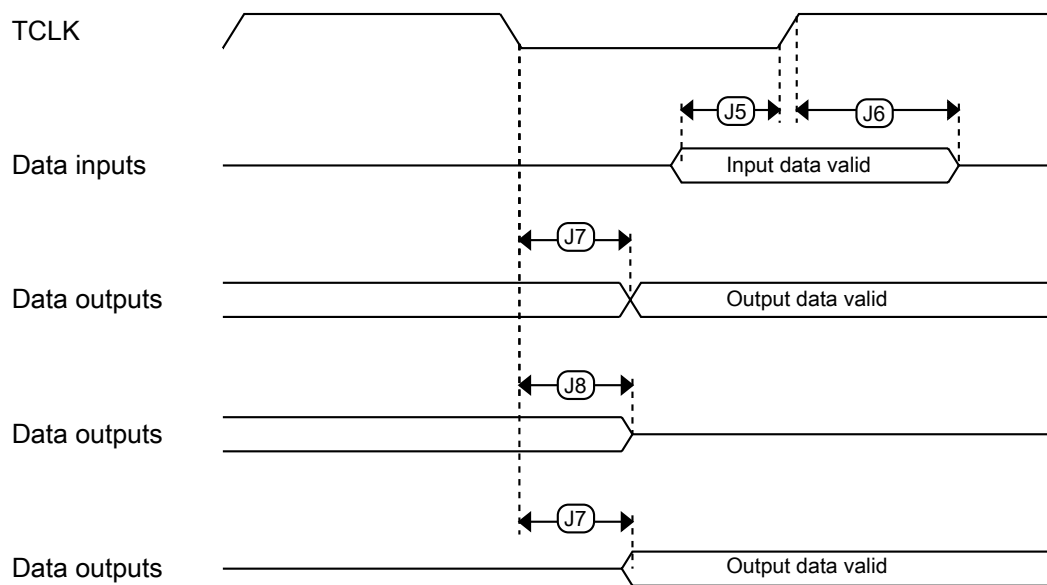 TCLK
J5
J6
Data inputs
Input data valid
J7
Data outputs
Output data valid
J8
Data outputs
J7
Data outputs
Output data valid